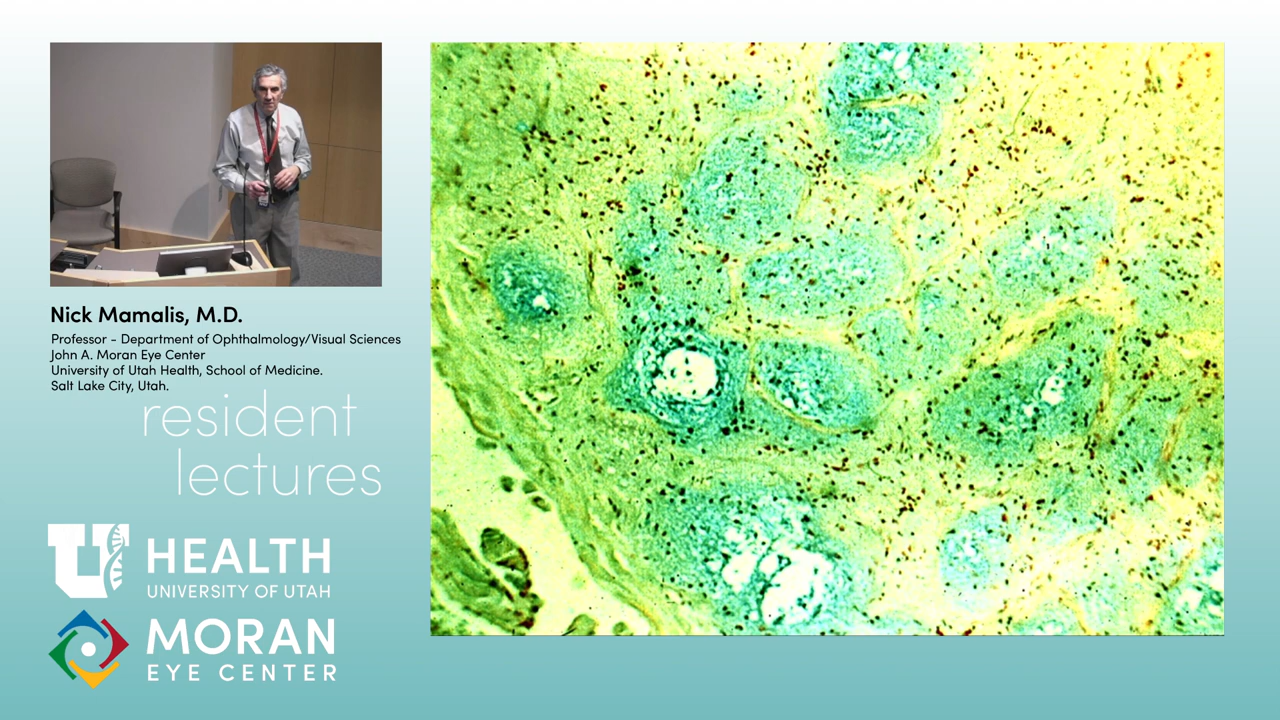 Nick Mamalis, M.D.
Professor - Department of Ophthalmology/Visual Sciences
John A. Moran Eye Center
University of Utah Health, School of Medicine.
Salt Lake City, Utah.
resident
lectures
U HEALTH
UNIVERSITY OF UTAH
MORAN
EYE CENTER